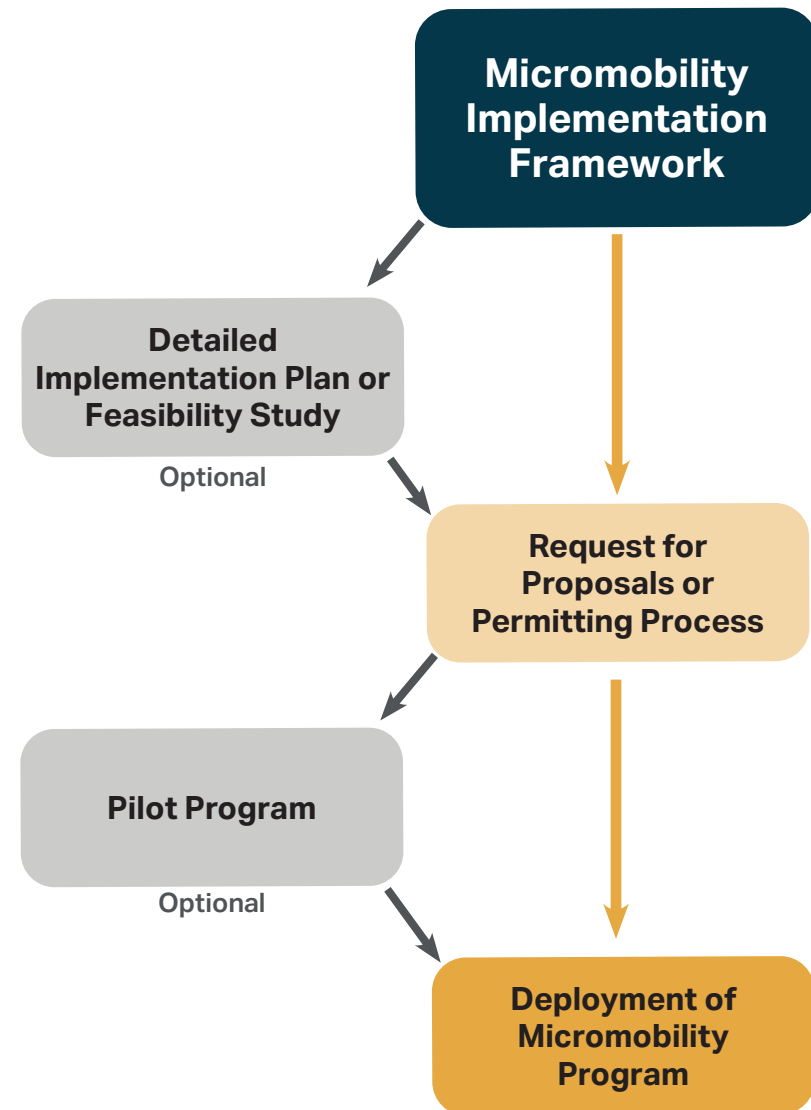 Micromobility
Implementation
Framework
Detailed
Implementation Plan or
Feasibility Study
Optional
Request for
Proposals or
Permitting Process
Pilot Program
Optional
Deployment of
Micromobility
Program